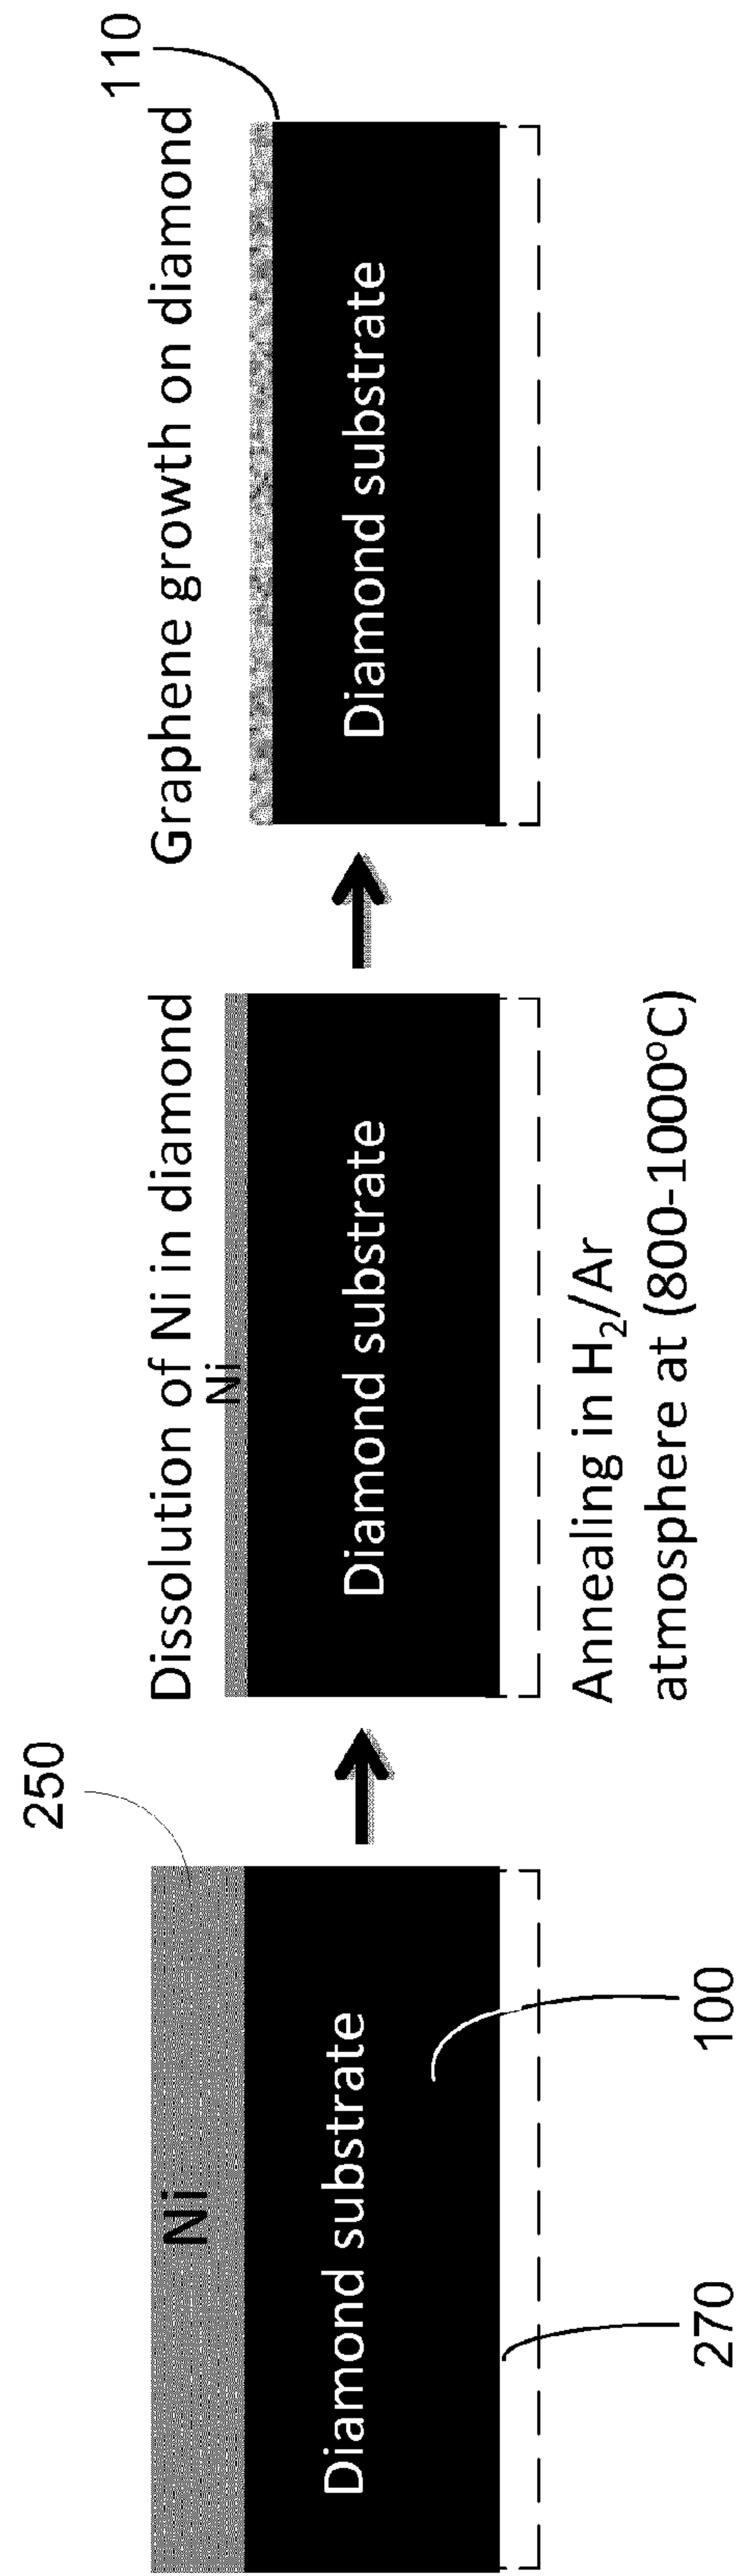 250
Ni
Diamond substrate
100
270
Dissolution of Ni in diamond
Ni
Diamond substrate
Annealing in H₂/Ar
atmosphere at (800-1000°C)
Graphene growth on diamond
110
Diamond substrate